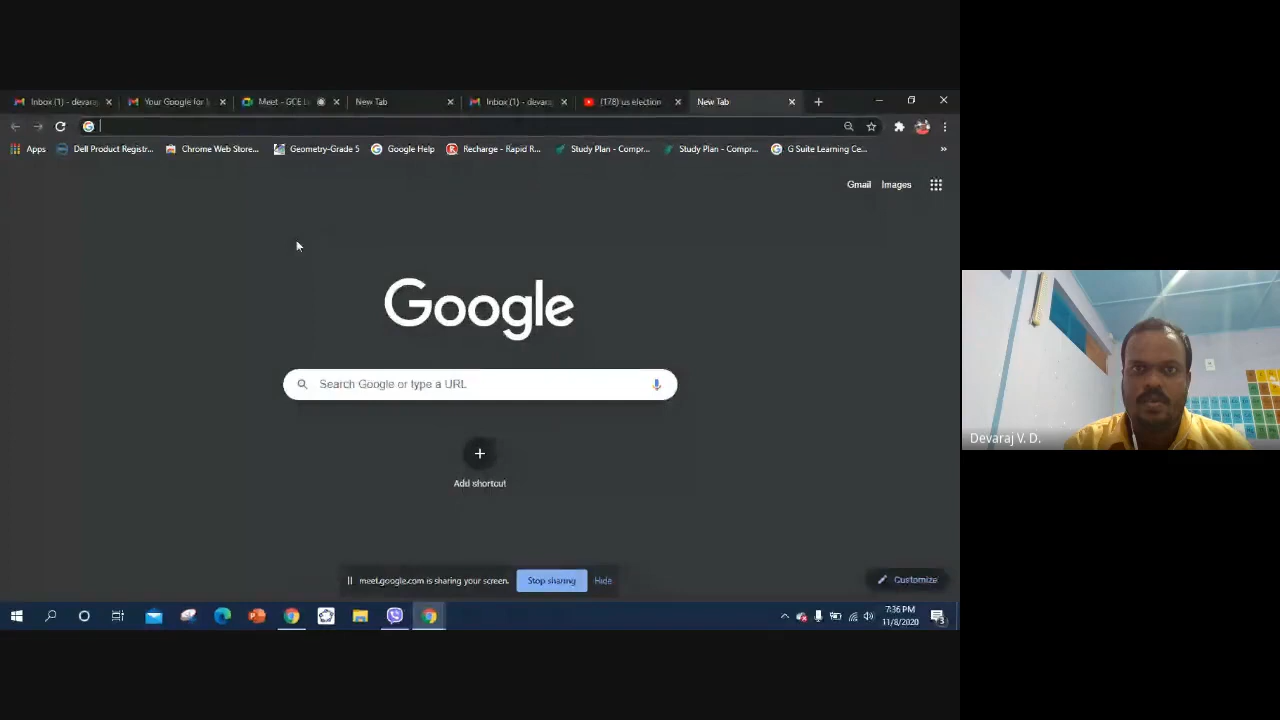 Inbox (1) - devara
Your Google for
Meet - GCE
New Tab
Inbox (1) - devara
(178) us election
New Tab
Apps
Dell Product Registr...
Chrome Web Store...
Geometry-Grade 5
Google Help
Recharge - Rapid R...
Study Plan - Compr...
Study Plan - Compr...
G Suite Learning Ce...
»
Gmail
Images
Google
Search Google or type a URL
Add shortcut
meet.google.com is sharing your screen.
Stop sharing
Hide
Customize
7:36 PM
11/8/2020
Devaraj V. D.